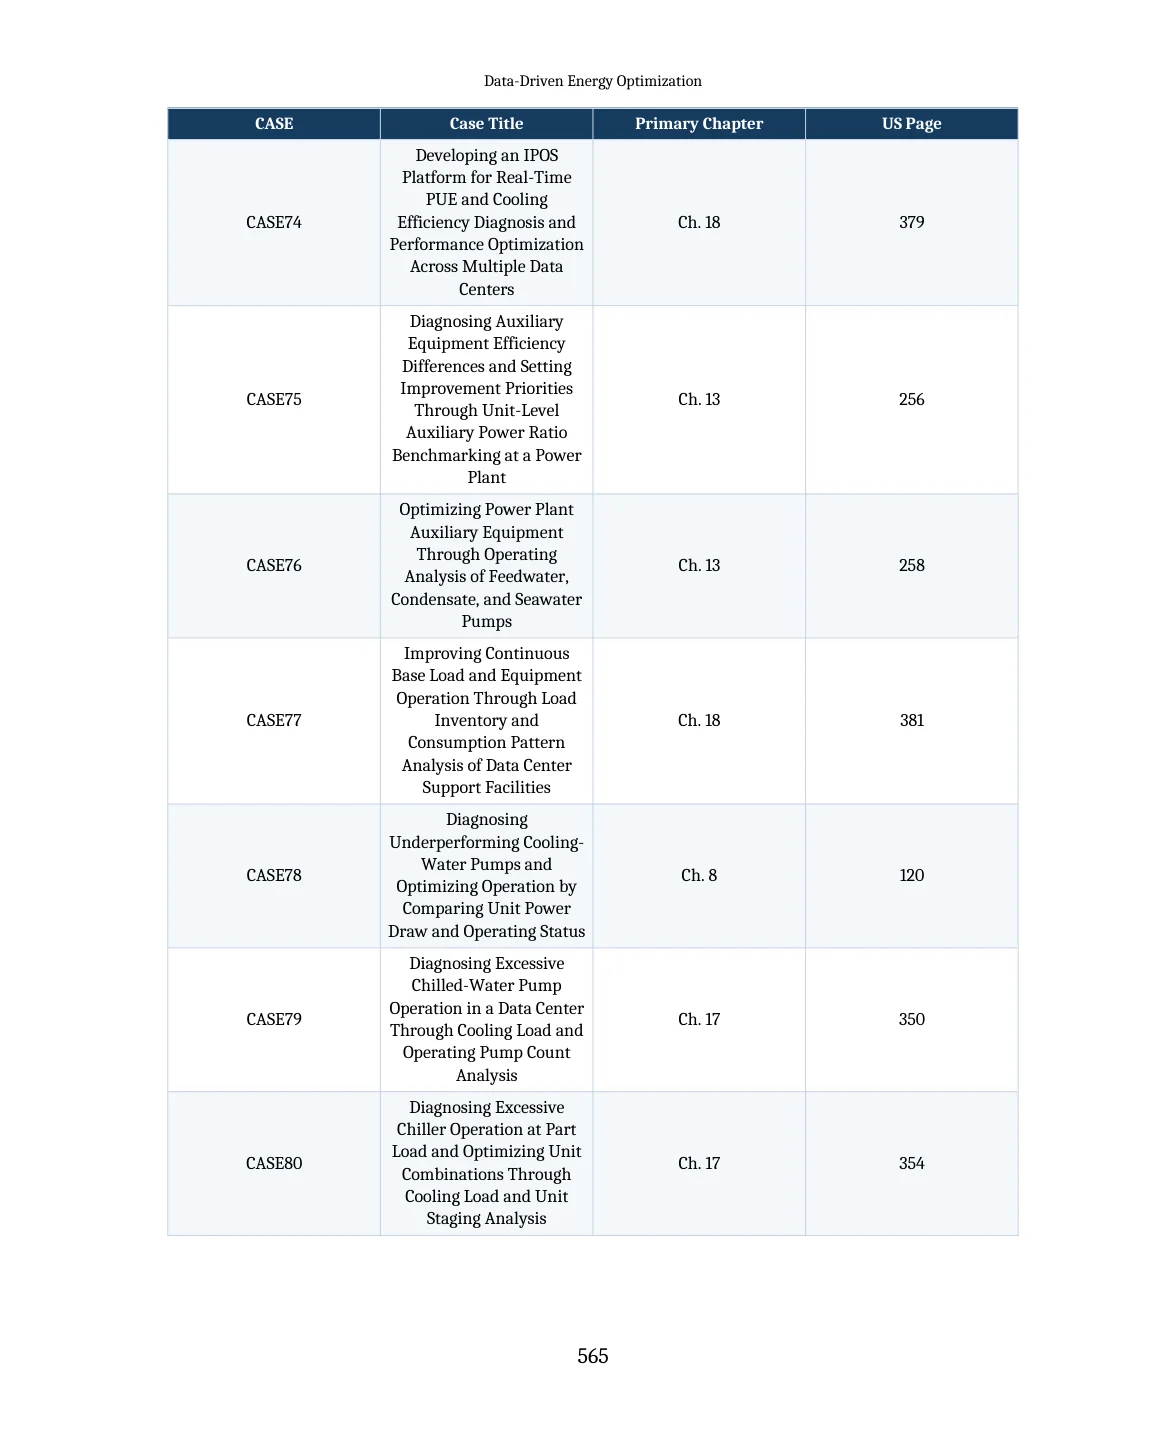 Data-Driven Energy Optimization
CASE
Case Title
Primary Chapter
US Page
CASE74
Developing an IPOS
Platform for Real-Time
PUE and Cooling
Efficiency Diagnosis and
Performance Optimization
Across Multiple Data
Centers
Ch. 18
379
CASE75
Diagnosing Auxiliary
Equipment Efficiency
Differences and Setting
Improvement Priorities
Through Unit-Level
Auxiliary Power Ratio
Benchmarking at a Power
Plant
Ch. 13
256
CASE76
Optimizing Power Plant
Auxiliary Equipment
Through Operating
Analysis of Feedwater,
Condensate, and Seawater
Pumps
Ch. 13
258
CASE77
Improving Continuous
Base Load and Equipment
Operation Through Load
Inventory and
Consumption Pattern
Analysis of Data Center
Support Facilities
Ch. 18
381
CASE78
Diagnosing
Underperforming Cooling-
Water Pumps and
Optimizing Operation by
Comparing Unit Power
Draw and Operating Status
Ch. 8
120
CASE79
Diagnosing Excessive
Chilled-Water Pump
Operation in a Data Center
Through Cooling Load and
Operating Pump Count
Analysis
Ch. 17
350
CASE80
Diagnosing Excessive
Chiller Operation at Part
Load and Optimizing Unit
Combinations Through
Cooling Load and Unit
Staging Analysis
Ch. 17
354
565